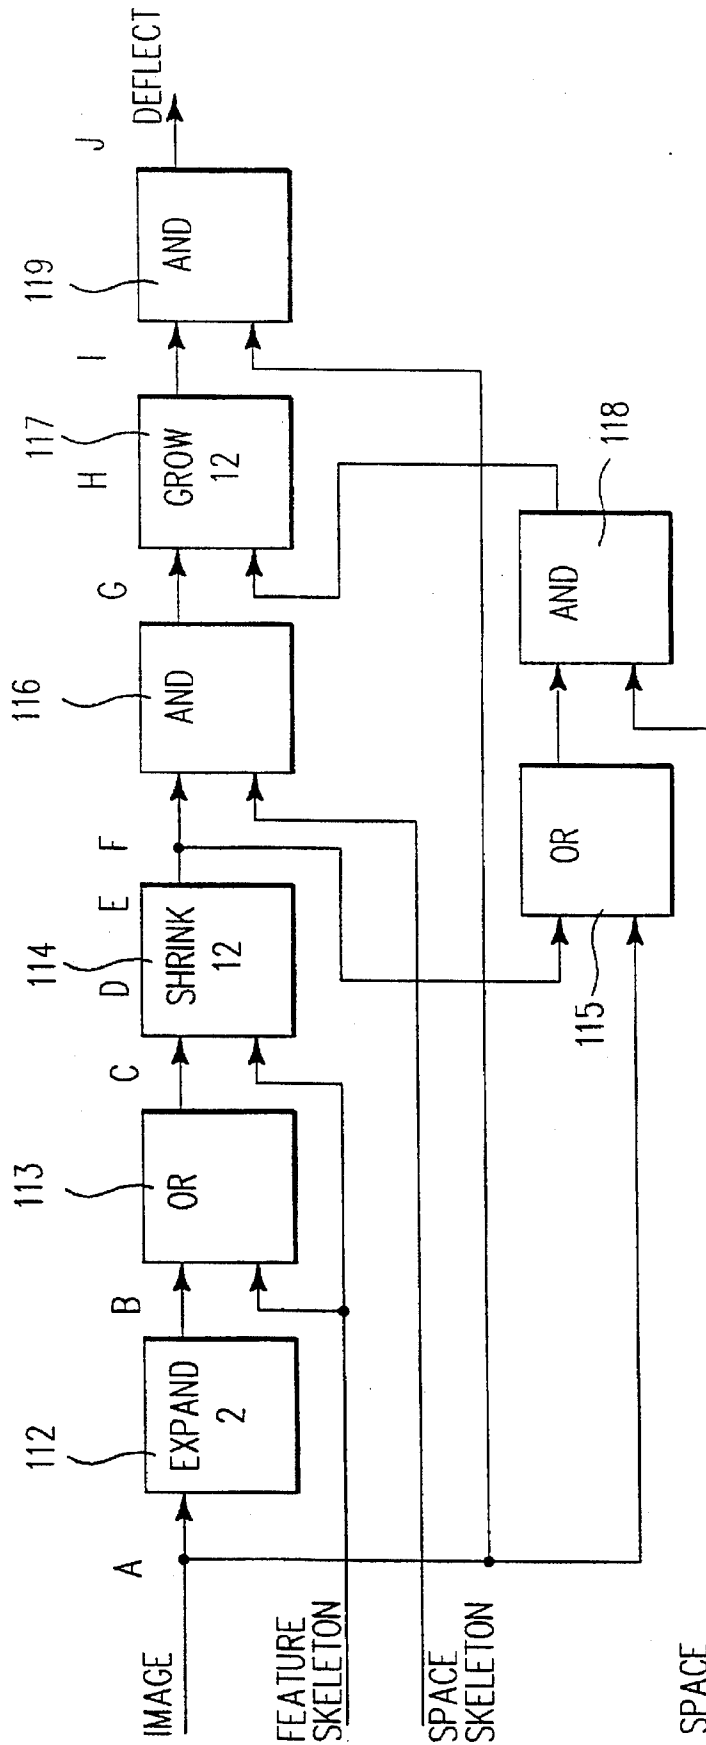 IMAGE
A
112
EXPAND
2
B
113
OR
C
114
D
SHRINK
12
E
F
116
AND
G
H
117
GROW
12
I
119
AND
J
DEFLECT
FEATURE
SKELETON
SPACE
SKELETON
115
OR
AND
118
SPACE